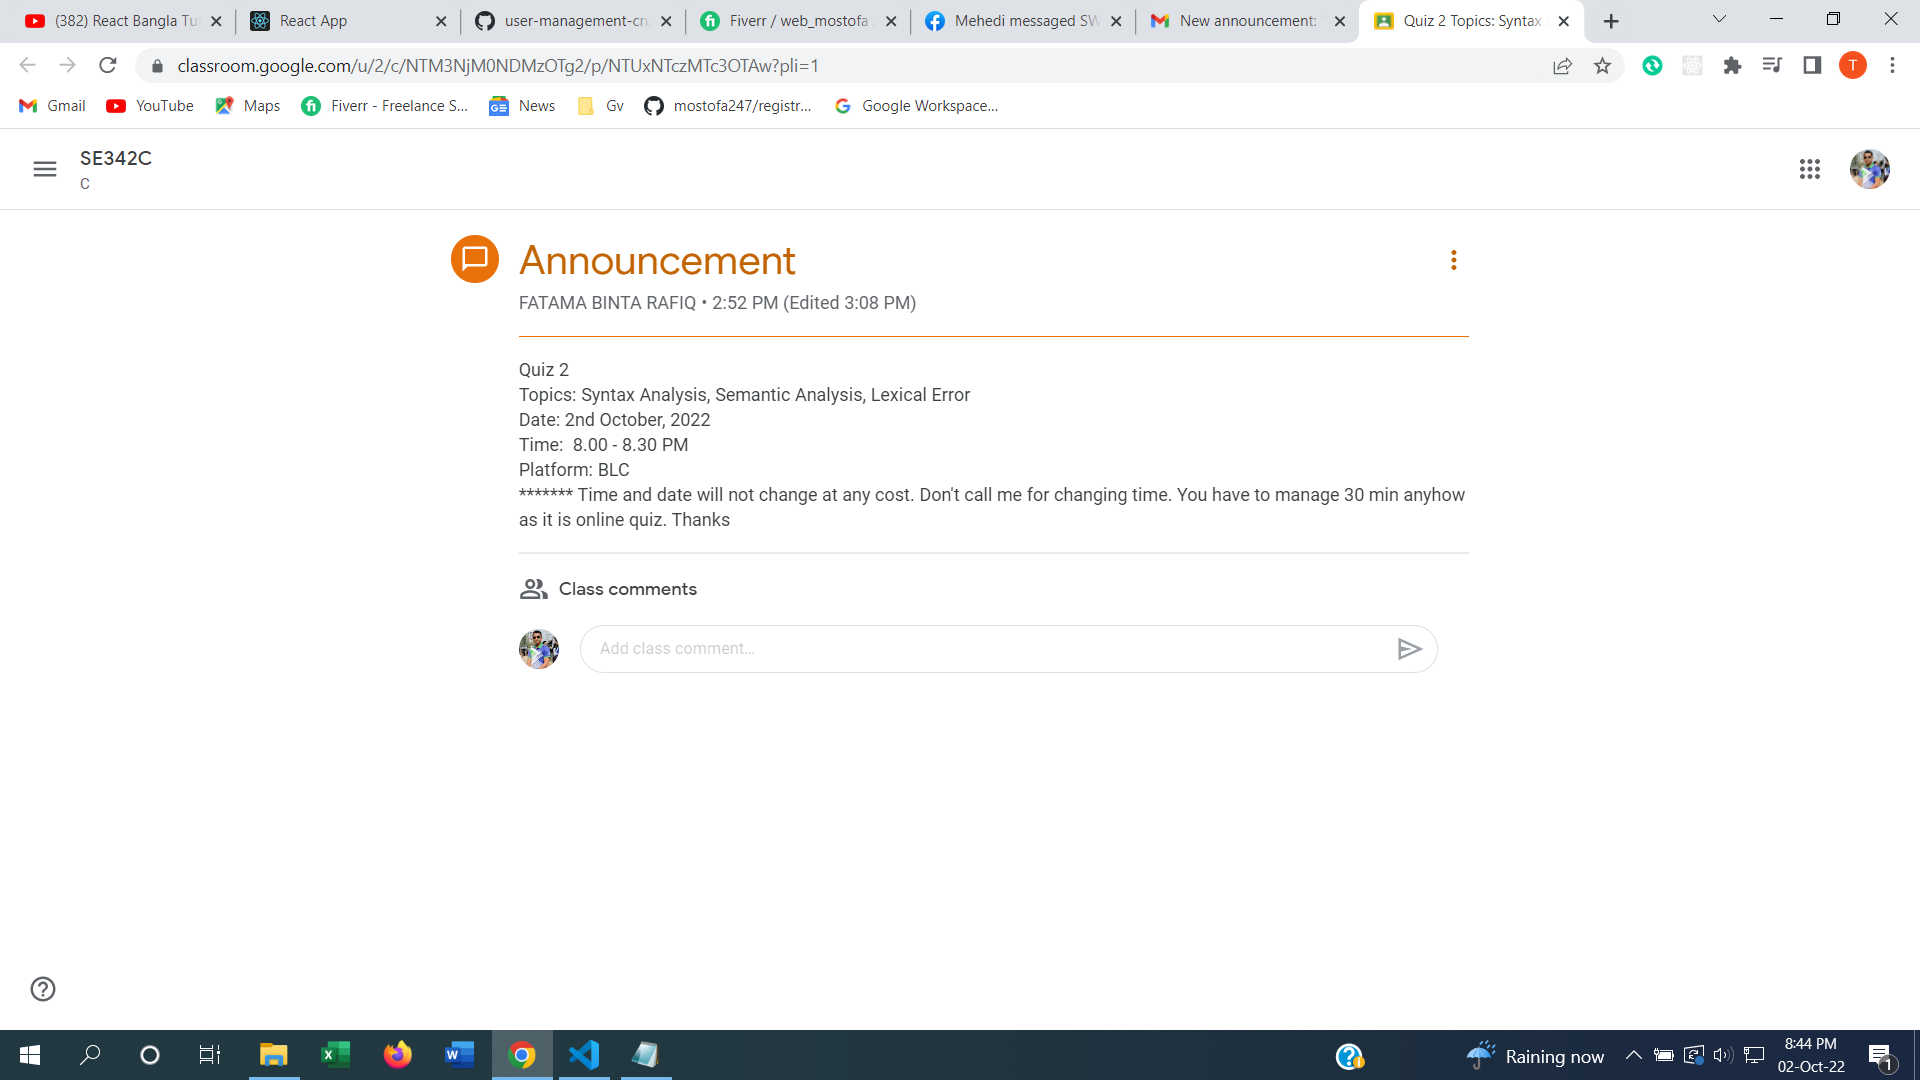 (382) React Bangla Tu
React App
user-management-cru
Fiverr / web_mostofa /
Mehedi messaged SW
New announcement: "
Quiz 2 Topics: Syntax A
classroom.google.com/u/2/c/NTM3NjM0NDMzOTg2/p/NTUxNTczMTc3OTAw?pli=1
T
Gmail
YouTube
Maps
Fiverr - Freelance S...
News
Gv
mostofa247/registr...
Google Workspace...
SE342C
C
Announcement
FATAMA BINTA RAFIQ • 2:52 PM (Edited 3:08 PM)
Quiz 2
Topics: Syntax Analysis, Semantic Analysis, Lexical Error
Date: 2nd October, 2022
Time:  8.00 - 8.30 PM
Platform: BLC
******* Time and date will not change at any cost. Don't call me for changing time. You have to manage 30 min anyhow
as it is online quiz. Thanks
Class comments
Add class comment...
Raining now
8:44 PM
02-Oct-22
1